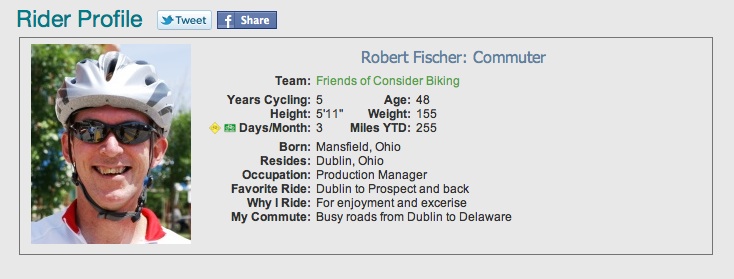 Rider Profile Tweet Share
Robert Fischer: Commuter
Team: Friends of Consider Biking
Years Cycling: 5 Age: 48
Height: 5'11" Weight: 155
Days/Month: 3 Miles YTD: 255
Born: Mansfield, Ohio
Resides: Dublin, Ohio
Occupation: Production Manager
Favorite Ride: Dublin to Prospect and back
Why I Ride: For enjoyment and excerise
My Commute: Busy roads from Dublin to Delaware